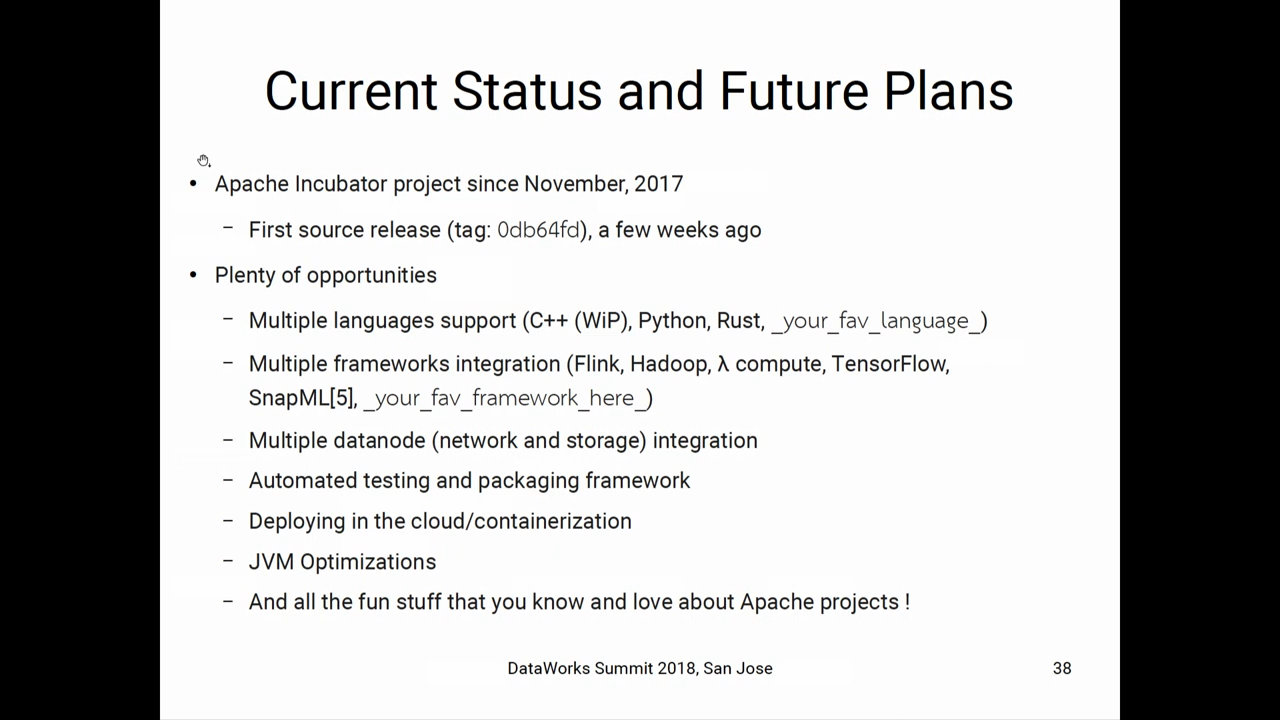 Current Status and Future Plans
• Apache Incubator project since November, 2017
– First source release (tag: 0db64fd), a few weeks ago
• Plenty of opportunities
– Multiple languages support (C++ (WiP), Python, Rust, _your_fav_language_)
– Multiple frameworks integration (Flink, Hadoop, λ compute, TensorFlow,
SnapML[5], _your_fav_framework_here_)
– Multiple datanode (network and storage) integration
– Automated testing and packaging framework
– Deploying in the cloud/containerization
– JVM Optimizations
– And all the fun stuff that you know and love about Apache projects !
DataWorks Summit 2018, San Jose
38